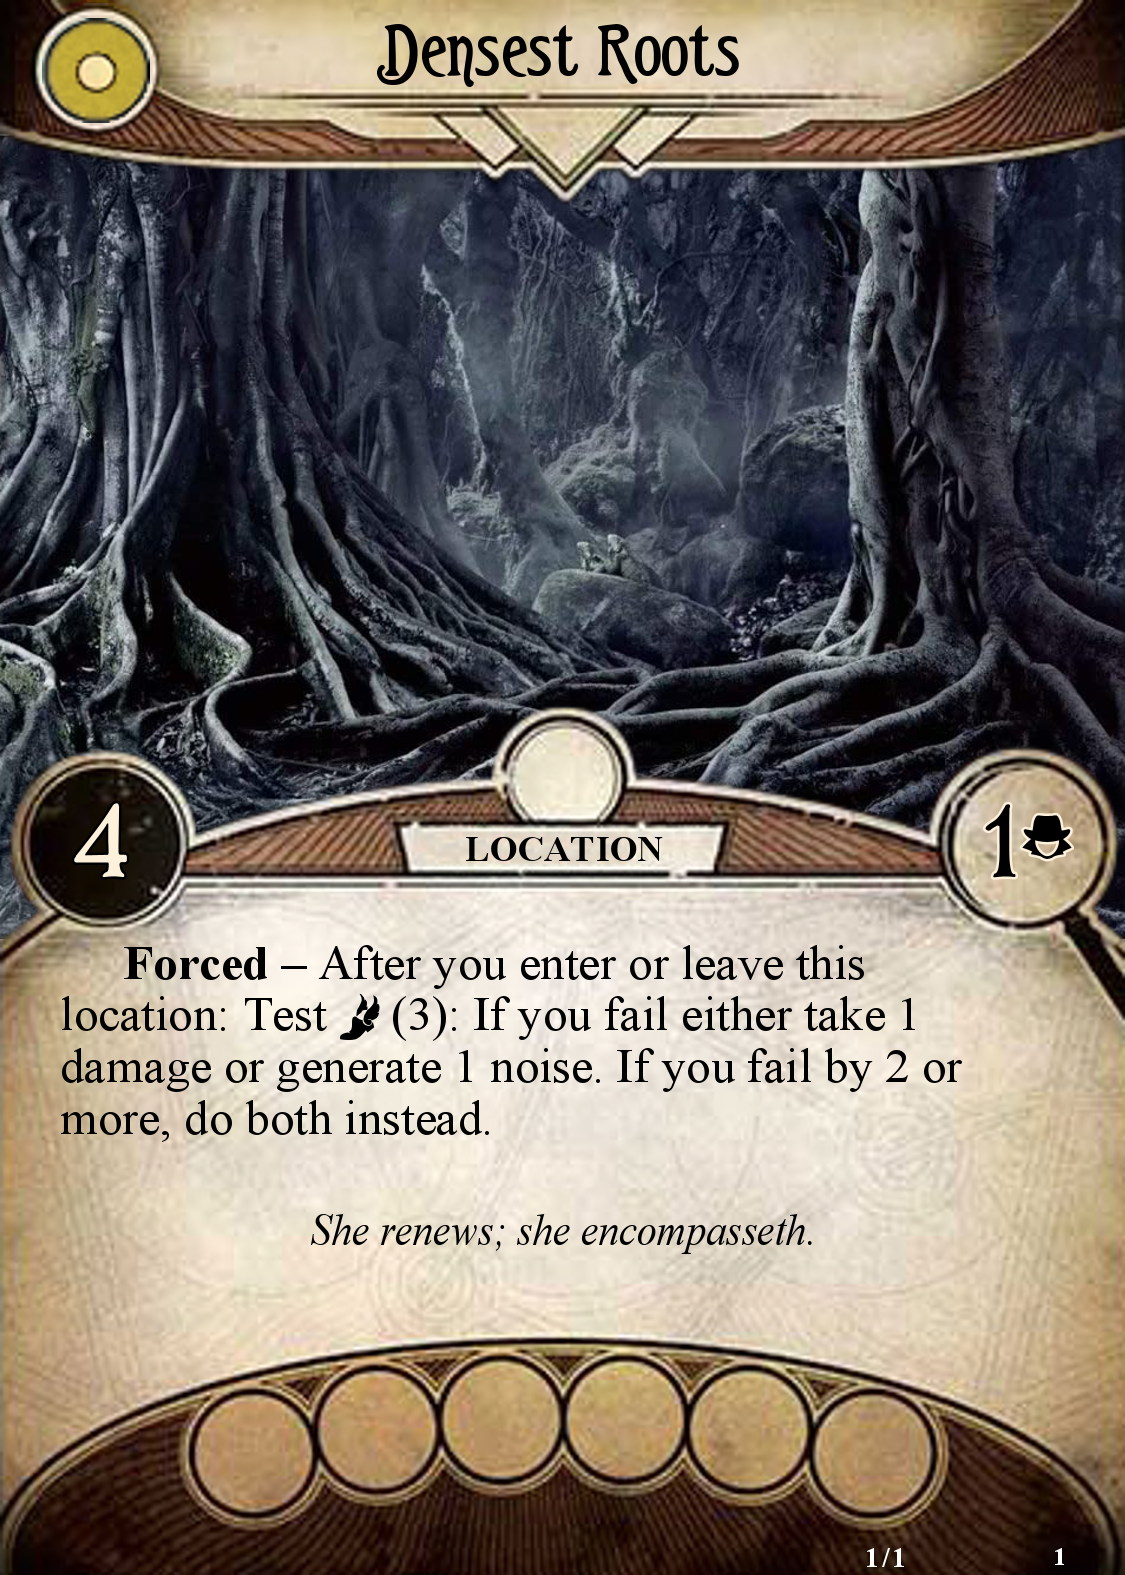 Densest Roots
4
LOCATION
1
Forced – After you enter or leave this
location: Test (3): If you fail either take 1
damage or generate 1 noise. If you fail by 2 or
more, do both instead.
She renews; she encompasseth.
1/1
1